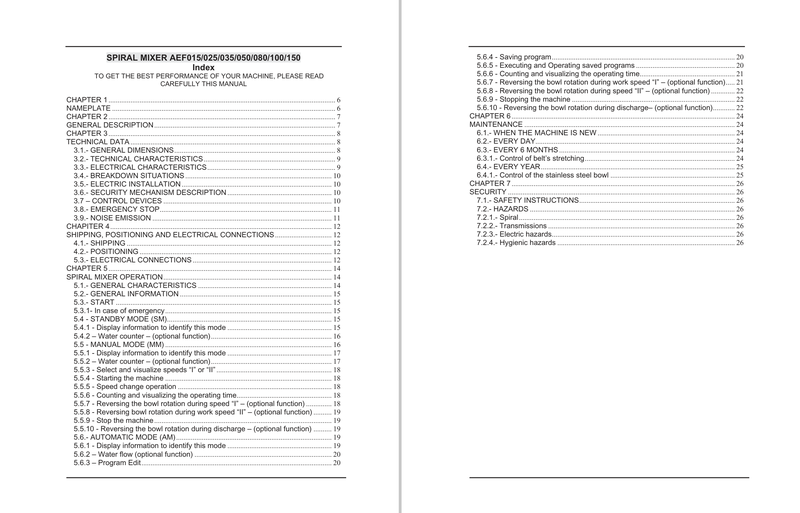 SPIRAL MIXER AEF015/025/035/050/080/100/150
Index
TO GET THE BEST PERFORMANCE OF YOUR MACHINE, PLEASE READ
CAREFULLY THIS MANUAL
CHAPTER 1 6
NAMEPLATE 6
CHAPTER 2 7
GENERAL DESCRIPTION 7
CHAPTER 3 8
TECHNICAL DATA 8
3.1.- GENERAL DIMENSIONS 8
3.2.- TECHNICAL CHARACTERISTICS 9
3.3.- ELECTRICAL CHARACTERISTICS 9
3.4.- BREAKDOWN SITUATIONS 10
3.5.- ELECTRIC INSTALLATION 10
3.6.- SECURITY MECHANISM DESCRIPTION 10
3.7 – CONTROL DEVICES 10
3.8.- EMERGENCY STOP 11
3.9.- NOISE EMISSION 11
CHAPITER 4 12
SHIPPING, POSITIONING AND ELECTRICAL CONNECTIONS 12
4.1.- SHIPPING 12
4.2.- POSITIONING 12
5.3.- ELECTRICAL CONNECTIONS 12
CHAPTER 5 14
SPIRAL MIXER OPERATION 14
5.1.- GENERAL CHARACTERISTICS 14
5.2.- GENERAL INFORMATION 15
5.3.- START 15
5.3.1- In case of emergency 15
5.4 - STANDBY MODE (SM) 15
5.4.1 - Display information to identify this mode 15
5.4.2 – Water counter – (optional function) 16
5.5 - MANUAL MODE (MM) 16
5.5.1 - Display information to identify this mode 17
5.5.2 – Water counter – (optional function) 17
5.5.3 - Select and visualize speeds “I” or “II” 18
5.5.4 - Starting the machine 18
5.5.5 - Speed change operation 18
5.5.6 - Counting and visualizing the operating time 18
5.5.7 - Reversing the bowl rotation during speed “I” – (optional function) 18
5.5.8 - Reversing bowl rotation during work speed “II” – (optional function) 19
5.5.9 - Stop the machine 19
5.5.10 - Reversing the bowl rotation during discharge – (optional function) 19
5.6.- AUTOMATIC MODE (AM) 19
5.6.1 - Display information to identify this mode 19
5.6.2 – Water flow (optional function) 20
5.6.3 – Program Edit 20
5.6.4 - Saving program 20
5.6.5 - Executing and Operating saved programs 20
5.6.6 - Counting and visualizing the operating time 21
5.6.7 - Reversing the bowl rotation during work speed “I” – (optional function) 21
5.6.8 - Reversing the bowl rotation during work speed “II” – (optional function) 22
5.6.9 - Stopping the machine 22
5.6.10 - Reversing the bowl rotation during discharge– (optional function) 22
CHAPTER 6 24
MAINTENANCE 24
6.1.- WHEN THE MACHINE IS NEW 24
6.2.- EVERY DAY 24
6.3.- EVERY 6 MONTHS 24
6.3.1.- Control of belt’s stretching 24
6.4.- EVERY YEAR 25
6.4.1.- Control of the stainless steel bowl 25
CHAPTER 7 26
SECURITY 26
7.1.- SAFETY INSTRUCTIONS 26
7.2.- HAZARDS 26
7.2.1.- Spiral 26
7.2.2.- Transmissions 26
7.2.3.- Electric hazards 26
7.2.4.- Hygienic hazards 26